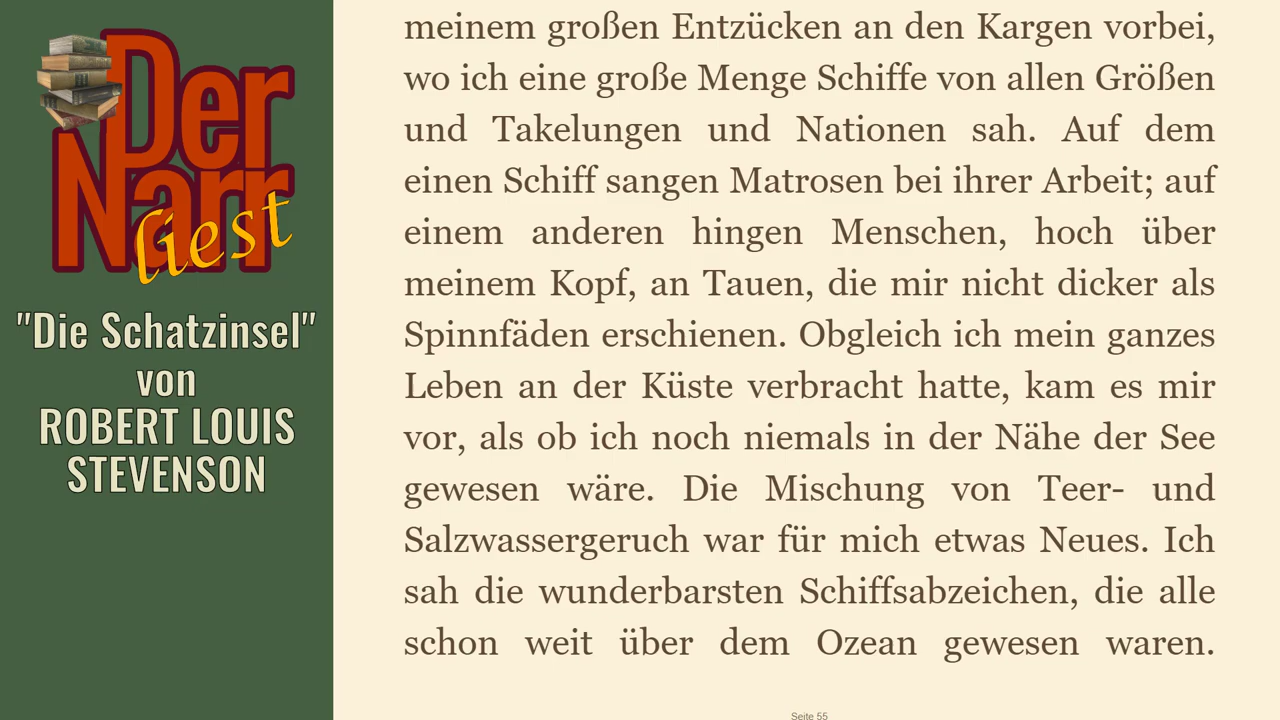 Der
Narr
liest
"Die Schatzinsel"
von
ROBERT LOUIS
STEVENSON
meinem großen Entzücken an den Kargen vorbei,
wo ich eine große Menge Schiffe von allen Größen
und Takelungen und Nationen sah. Auf dem
einen Schiff sangen Matrosen bei ihrer Arbeit; auf
einem anderen hingen Menschen, hoch über
meinem Kopf, an Tauen, die mir nicht dicker als
Spinnfäden erschienen. Obgleich ich mein ganzes
Leben an der Küste verbracht hatte, kam es mir
vor, als ob ich noch niemals in der Nähe der See
gewesen wäre. Die Mischung von Teer- und
Salzwassergeruch war für mich etwas Neues. Ich
sah die wunderbarsten Schiffsabzeichen, die alle
schon weit über dem Ozean gewesen waren.
Seite 55